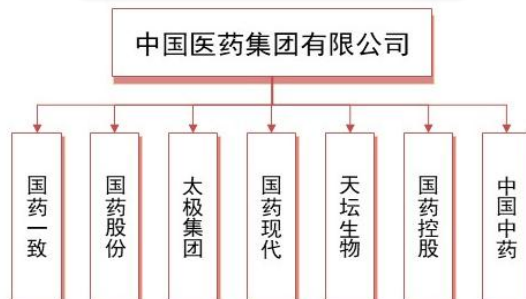 中国医药集团有限公司
国药一致
国药股份
太极集团
国药现代
天坛生物
国药控股
中国中药